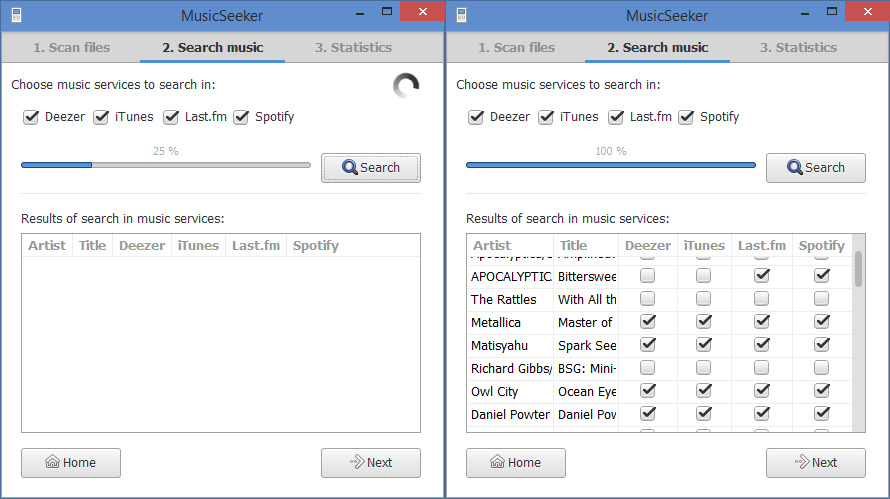 MusicSeeker
1. Scan files 2. Search music 3. Statistics
Choose music services to search in:
Deezer iTunes Last.fm Spotify
25 %
Search
Results of search in music services:
Artist Title Deezer iTunes Last.fm Spotify
Home Next
MusicSeeker
1. Scan files 2. Search music 3. Statistics
Choose music services to search in:
Deezer iTunes Last.fm Spotify
100 %
Search
Results of search in music services:
Artist Title Deezer iTunes Last.fm Spotify
APOCALYPTIC Bitterswee
The Rattles With All th
Metallica Master of
Matisyahu Spark See
Richard Gibbs/ BSG: Mini-
Owl City Ocean Eye
Daniel Powter Daniel Pow
Home Next